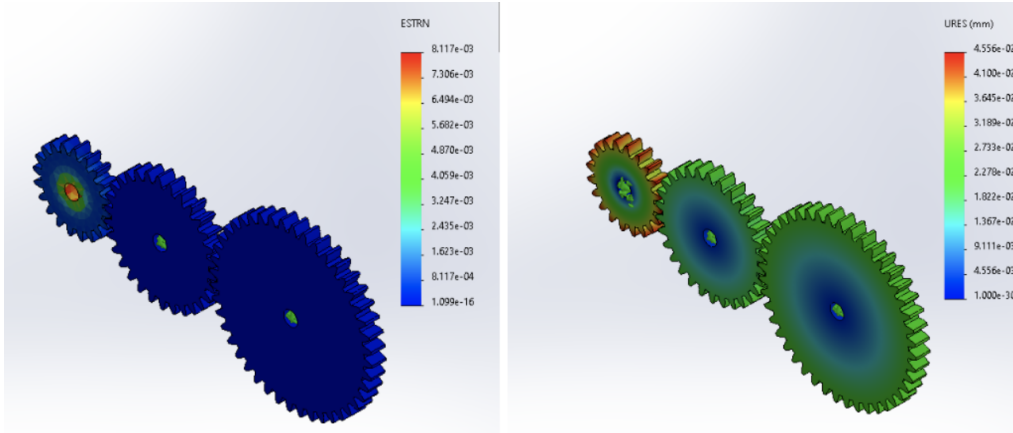 ESTRN
8.117e-03
7.306e-03
6.494e-03
5.682e-03
4.870e-03
4.059e-03
3.247e-03
2.435e-03
1.623e-03
8.117e-04
1.099e-16
URES (mm)
4.556e-02
4.100e-02
3.645e-02
3.189e-02
2.733e-02
2.278e-02
1.822e-02
1.367e-02
9.111e-03
4.556e-03
1.000e-30